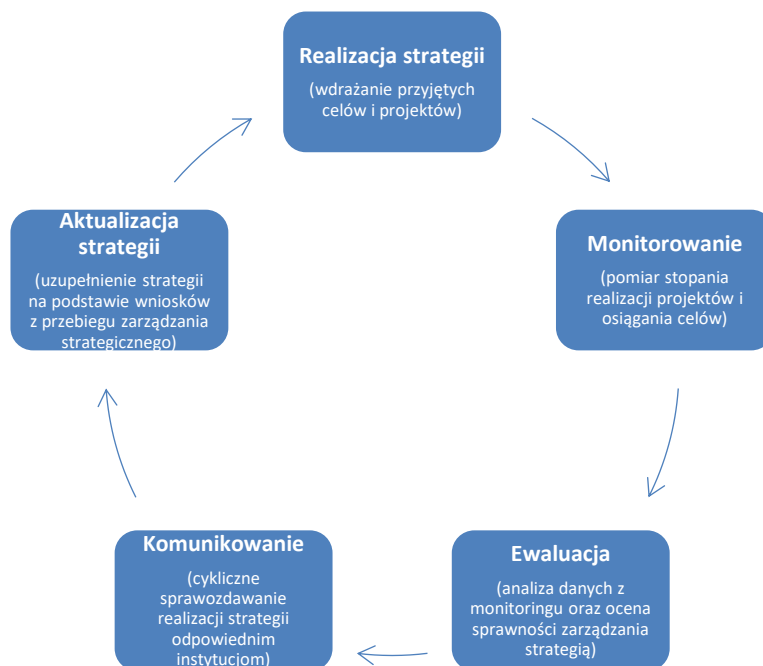 Realizacja strategii
(wdrażanie przyjętych
celów i projektów)
Monitorowanie
(pomiar stopania
realizacji projektów i
osiągania celów)
Ewaluacja
(analiza danych z
monitoringu oraz ocena
sprawności zarządzania
strategią)
Komunikowanie
(cykliczne
sprawozdawanie
realizacji strategii
odpowiednim
instytucjom)
Aktualizacja
strategii
(uzupełnienie strategii
na podstawie wniosków
z przebiegu zarządzania
strategicznego)